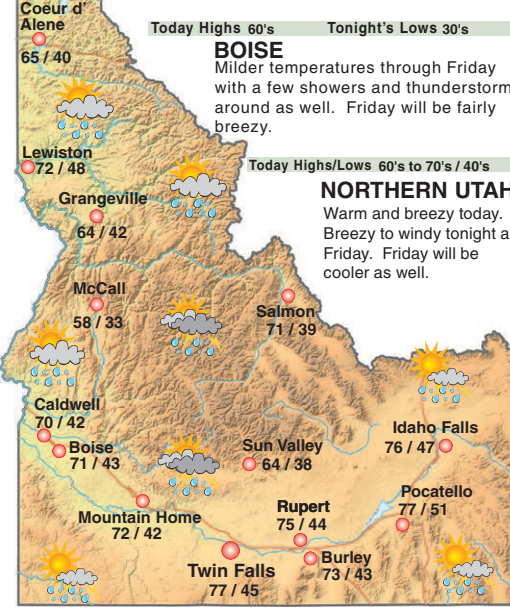 Coeur d'
Alene
65 / 40
Today Highs 60's Tonight's Lows 30's
BOISE
Milder temperatures through Friday
with a few showers and thunderstorm
around as well. Friday will be fairly
breezy.
Today Highs/Lows 60's to 70's / 40's
NORTHERN UTAH
Warm and breezy today.
Breezy to windy tonight a
Friday. Friday will be
cooler as well.
Lewiston
72 / 48
Grangeville
64 / 42
McCall
58 / 33
Salmon
71 / 39
Caldwell
70 / 42
Boise
71 / 43
Sun Valley
64 / 38
Idaho Falls
76 / 47
Mountain Home
72 / 42
Rupert
75 / 44
Pocatello
77 / 51
Twin Falls
77 / 45
Burley
73 / 43